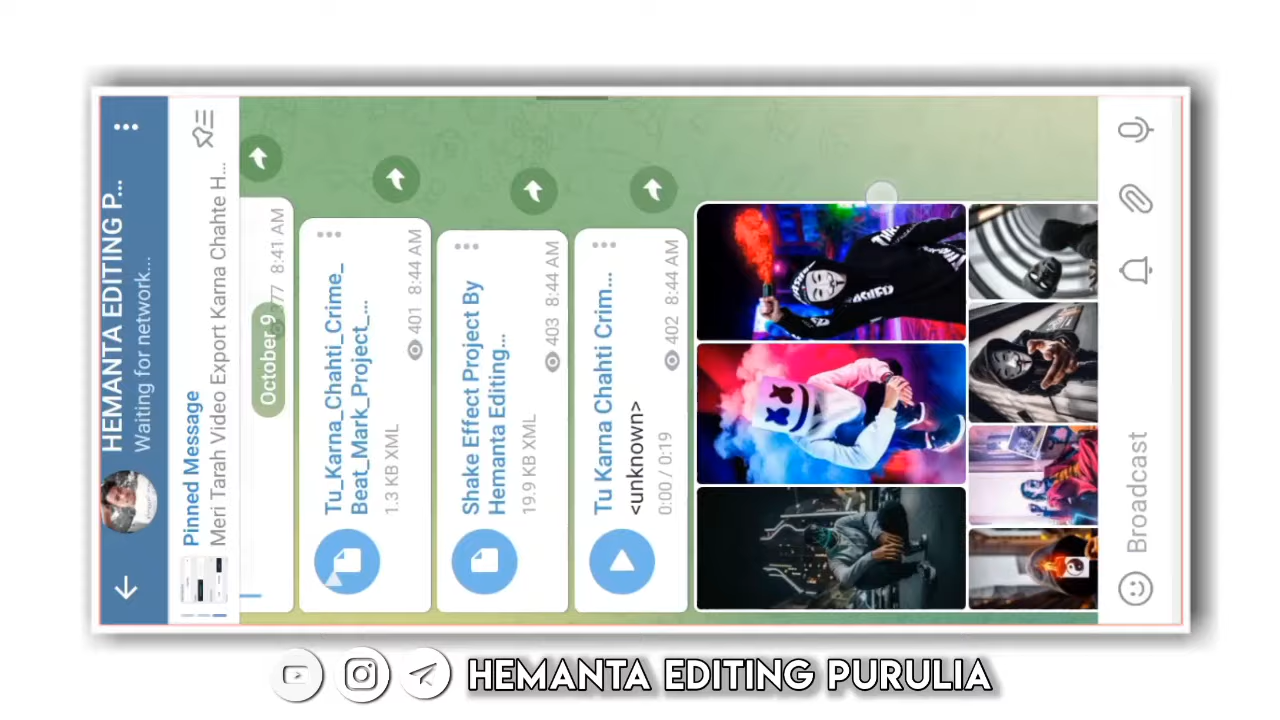 HEMANTA EDITING P...
Waiting for network...
Pinned Message
Meri Tarah Video Export Karna Chahte H...
8:41 AM
October 9
Tu_Karna_Chahti_Crime_
Beat_Mark_Project_...
1.3 KB XML
401 8:44 AM
Shake Effect Project By
Hemanta Editing...
19.9 KB XML
403 8:44 AM
Tu Karna Chahti Crim...
<unknown>
0:00 / 0:19
402 8:44 AM
Broadcast
HEMANTA EDITING PURULIA